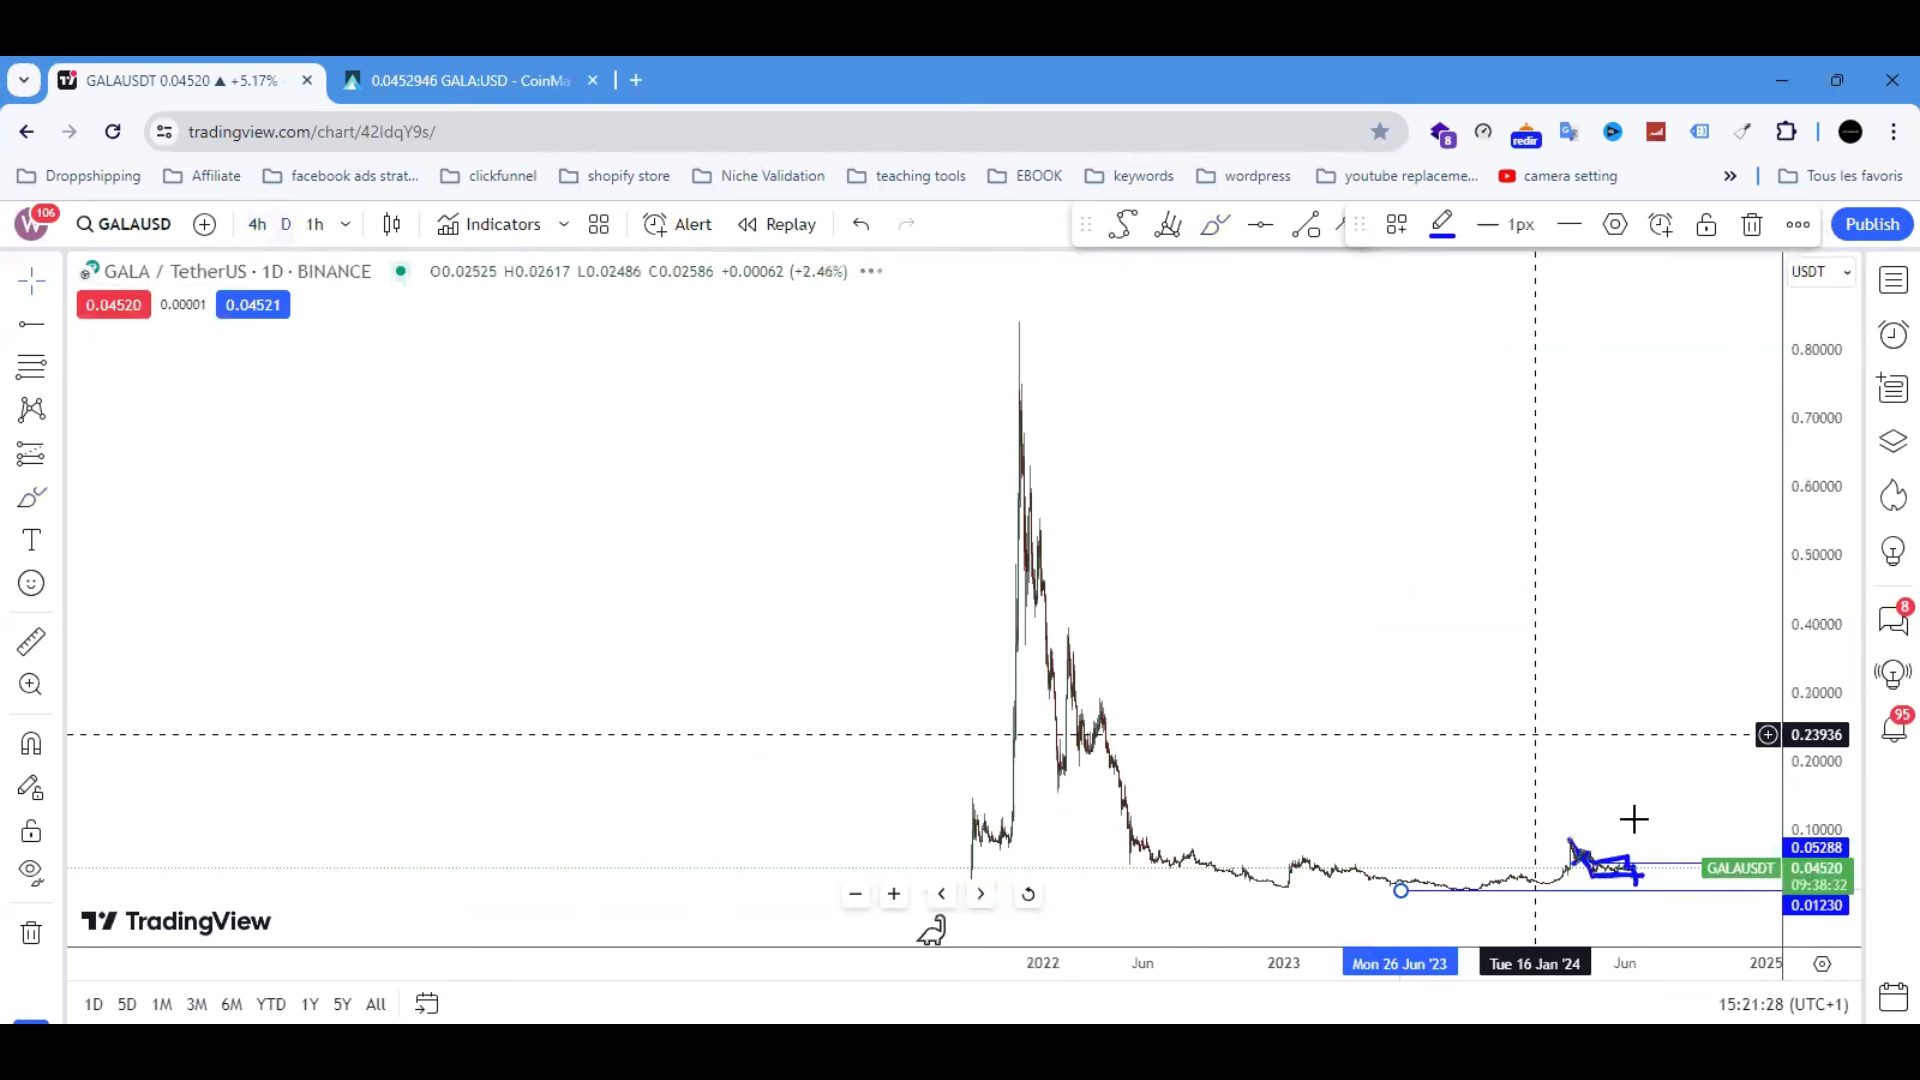 GALAUSDT 0.04520 ▲ +5.17%
0.0452946 GALA:USD - CoinMa
tradingview.com/chart/42IdqY9s/
8
redir
Droppshipping
Affiliate
facebook ads strat...
clickfunnel
shopify store
Niche Validation
teaching tools
EBOOK
keywords
wordpress
youtube replaceme...
camera setting
Tous les favoris
W
106
GALAUSD
4h D 1h
Indicators
Alert
Replay
1px
Publish
GALA / TetherUS · 1D · BINANCE
O0.02525 H0.02617 L0.02486 C0.02586 +0.00062 (+2.46%)
USDT
0.04520 0.00001 0.04521
0.80000
0.70000
0.60000
0.50000
0.40000
0.30000
0.23936
0.20000
0.10000
0.05288
GALAUSDT 0.04520
09:38:32
0.01230
8
95
TradingView
2022 Jun 2023 Mon 26 Jun '23 Tue 16 Jan '24 Jun 2025
1D 5D 1M 3M 6M YTD 1Y 5Y All
15:21:28 (UTC+1)